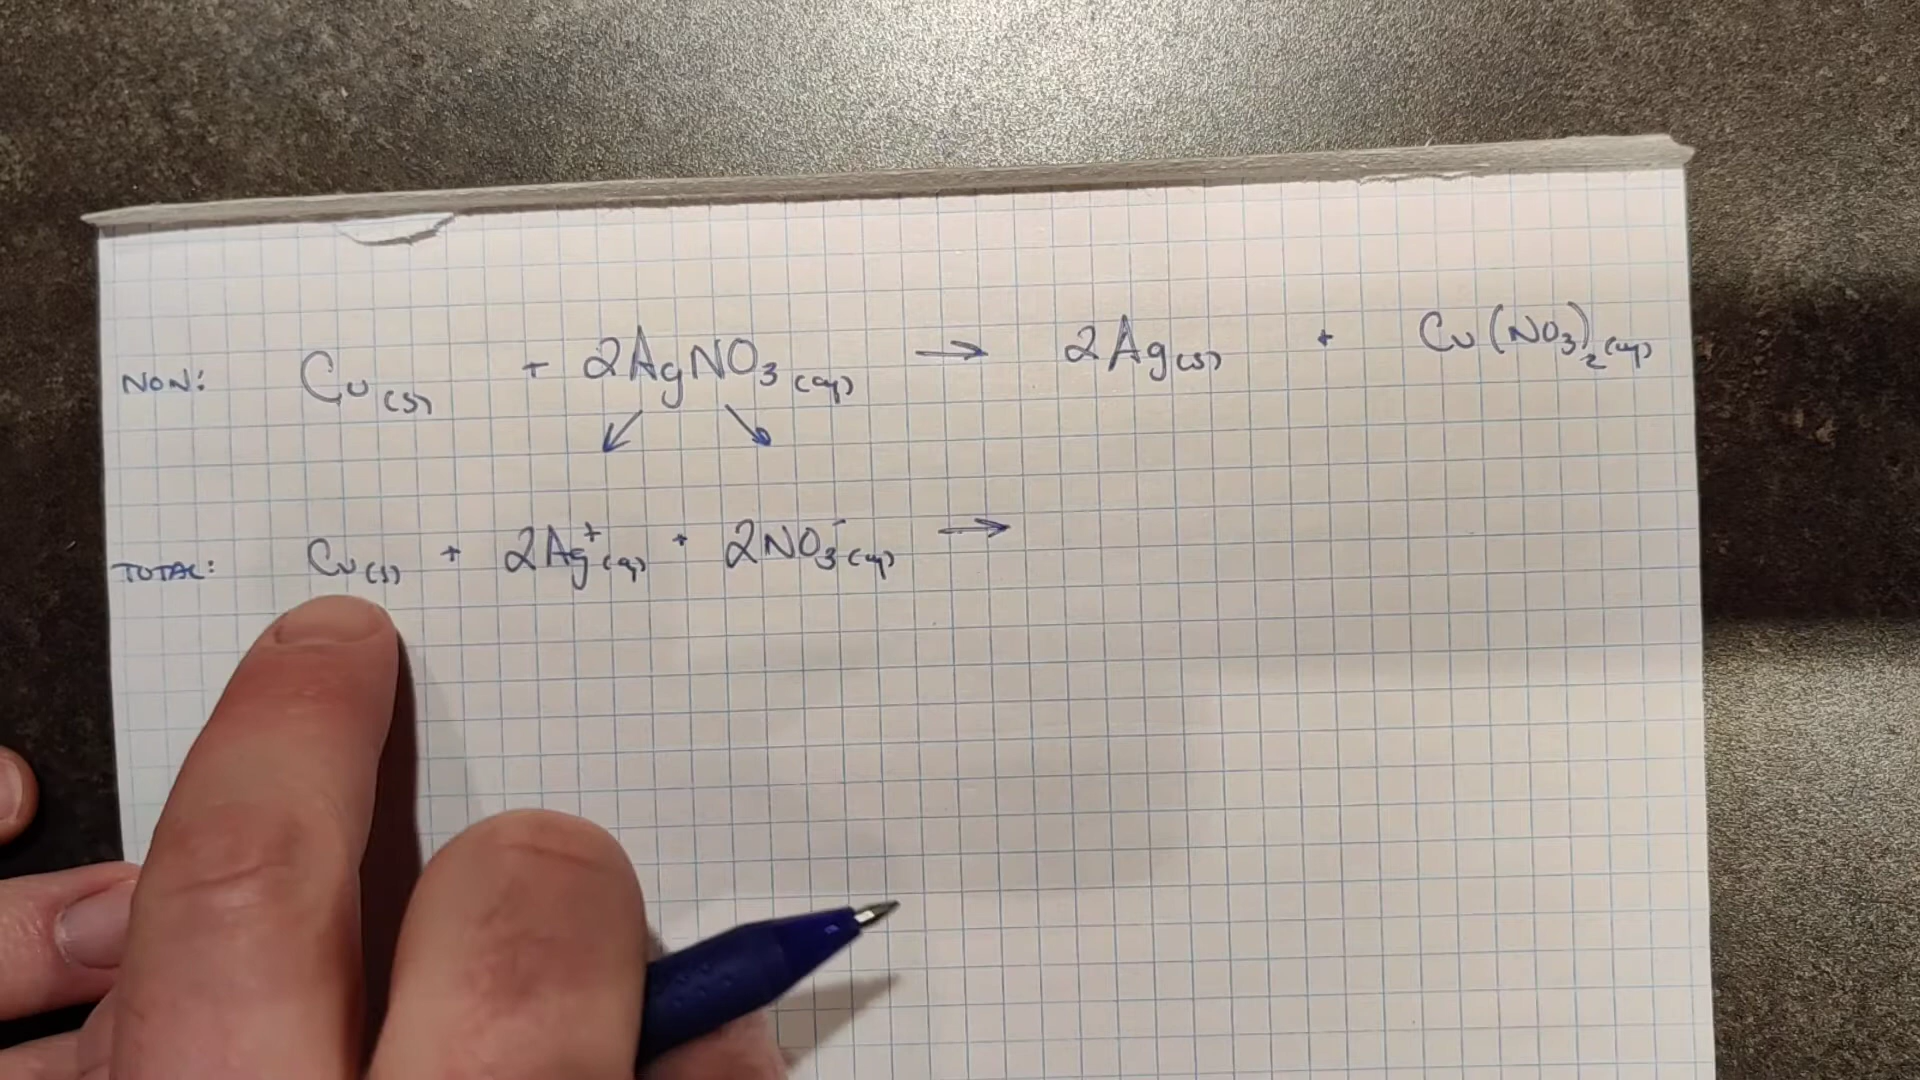 NON: Cu(s) + 2AgNO₃(aq) → 2Ag(s) + Cu(NO₃)₂(aq)
TOTAL: Cu(s) + 2Ag⁺(aq) + 2NO₃⁻(aq) →